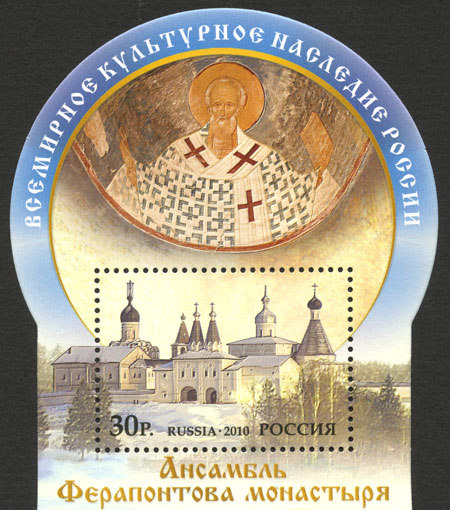 ВСЕМИРНОЕ КУЛЬТУРНОЕ НАСЛЕДИЕ РОССИИ
30Р. RUSSIA·2010 РОССИЯ
Ансамбль
Ферапонтова монастыря